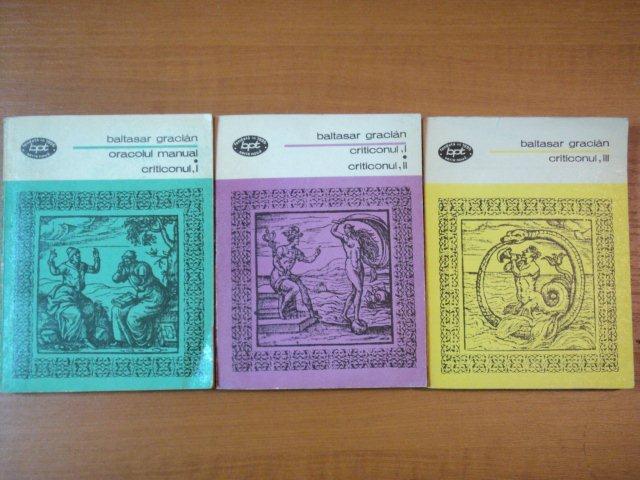 bpt
baltasar gracián
oracolul manual
criticonul, I
bpt
baltasar gracián
criticonul, I
criticonul, II
bpt
baltasar gracián
criticonul, III